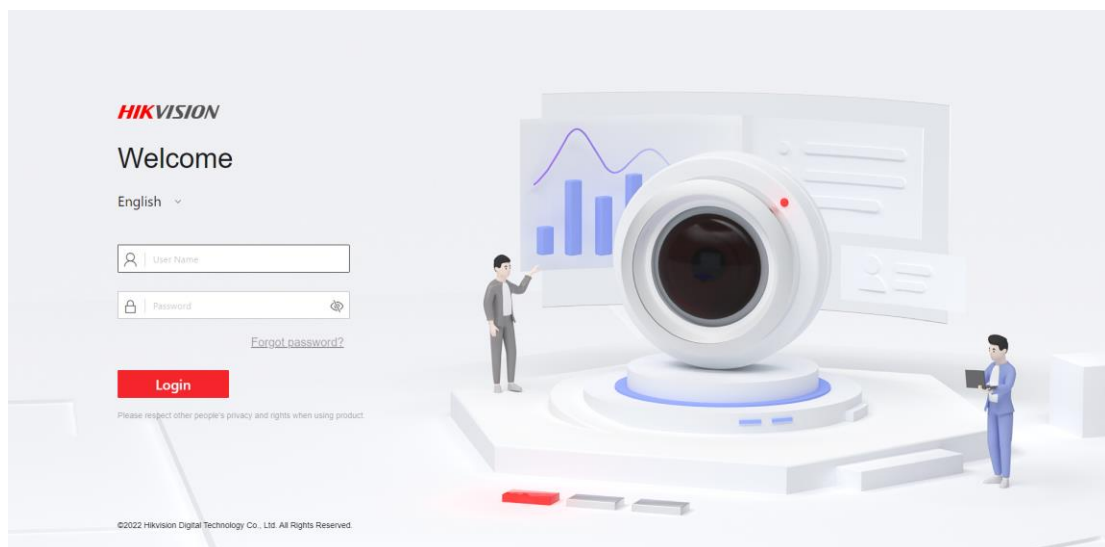 HIKVISION
Welcome
English
User Name
Password
Forgot password?
Login
Please respect other people's privacy and rights when using product.
©2022 Hikvision Digital Technology Co., Ltd. All Rights Reserved.